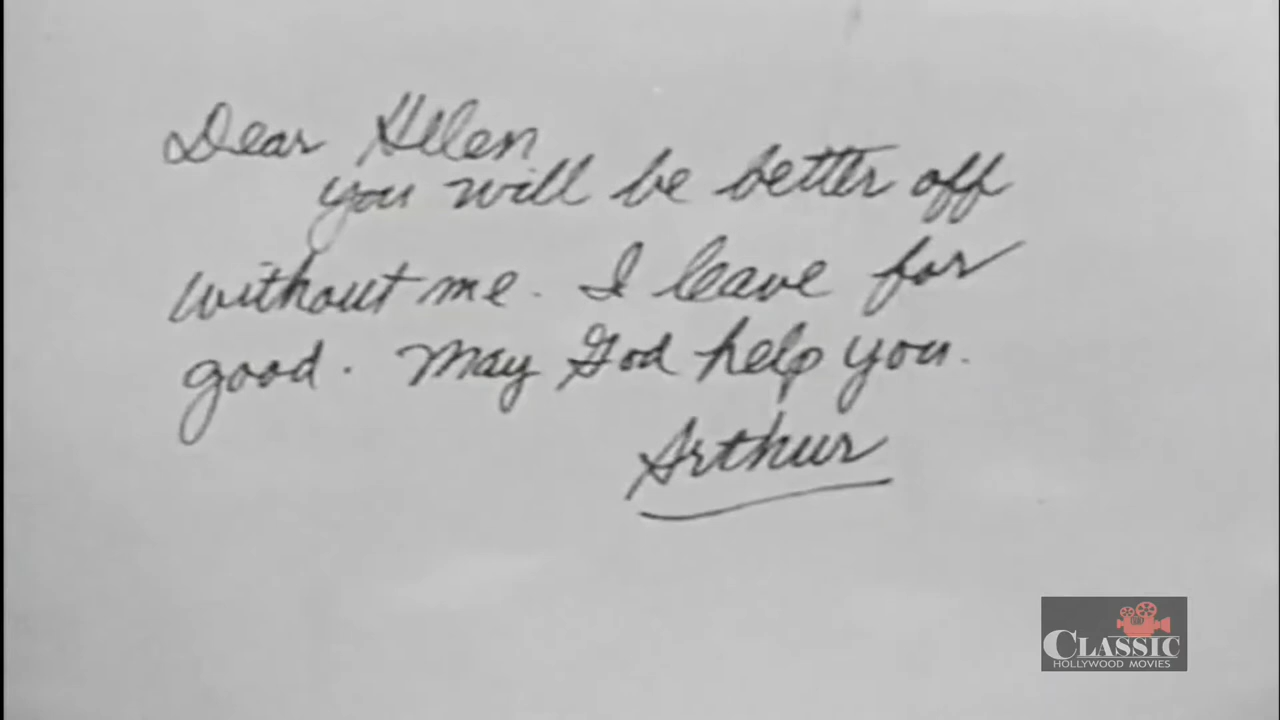 Dear Helen
you will be better off
without me. I leave for
good. May God help you.
Arthur
CLASSIC
HOLLYWOOD MOVIES